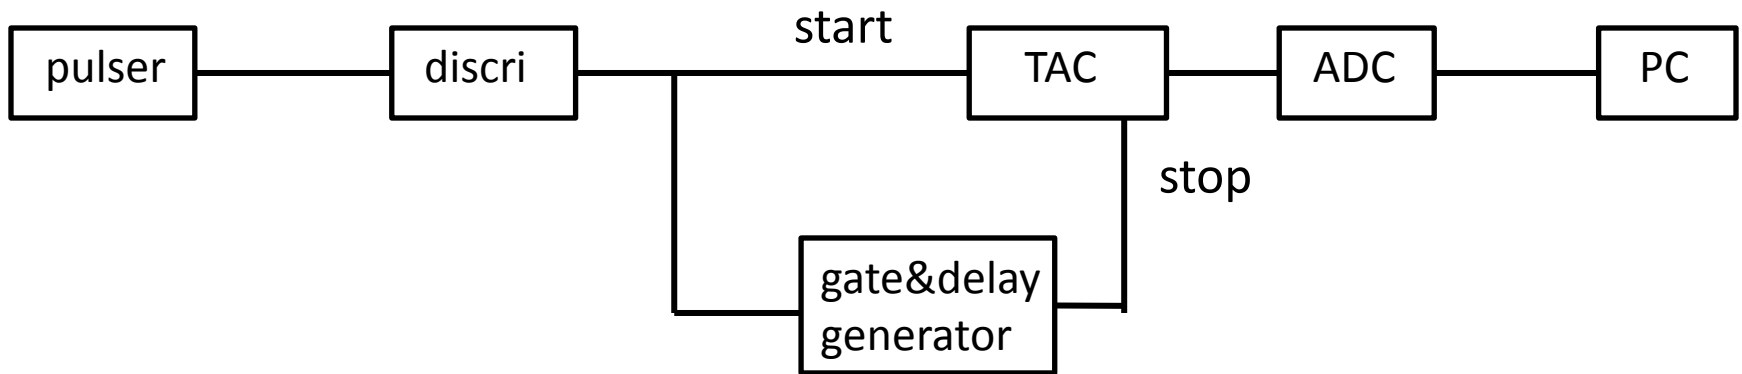 start
pulser
discri
TAC
ADC
PC
stop
gate&delay
generator